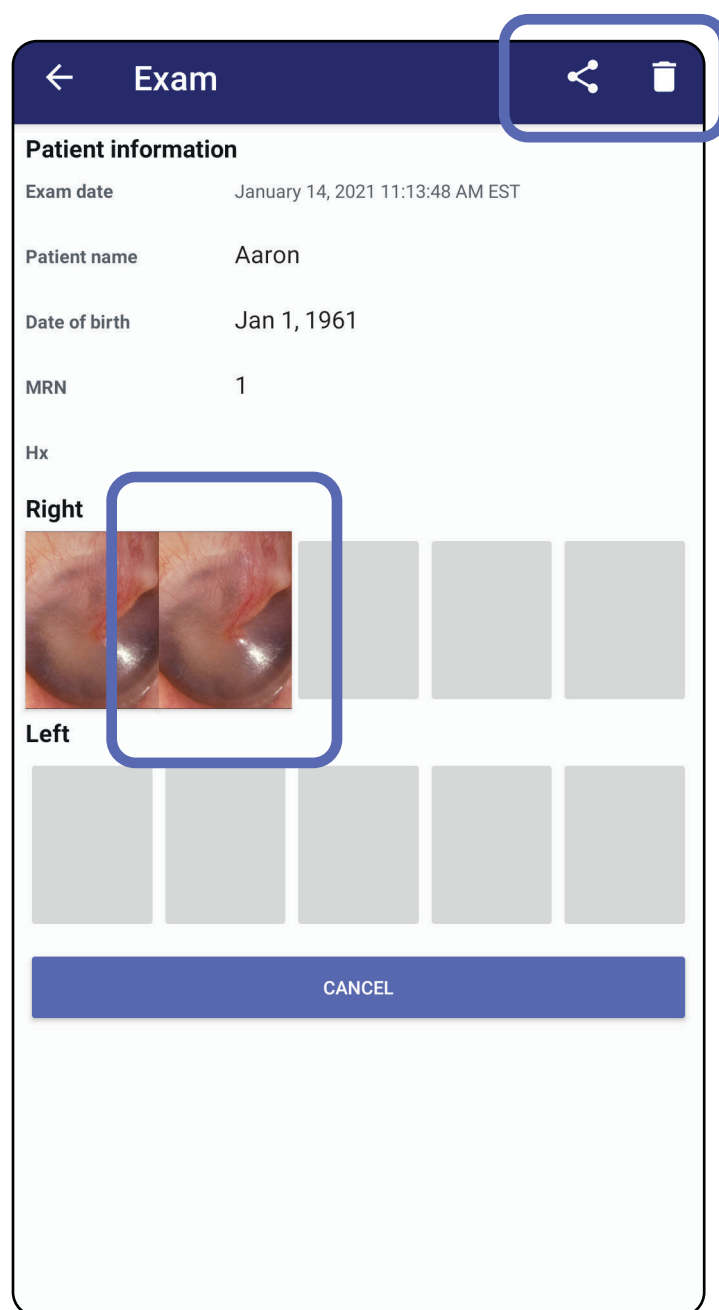 Exam
Patient information
Exam date January 14, 2021 11:13:48 AM EST
Patient name Aaron
Date of birth Jan 1, 1961
MRN 1
Hx
Right
Left
CANCEL